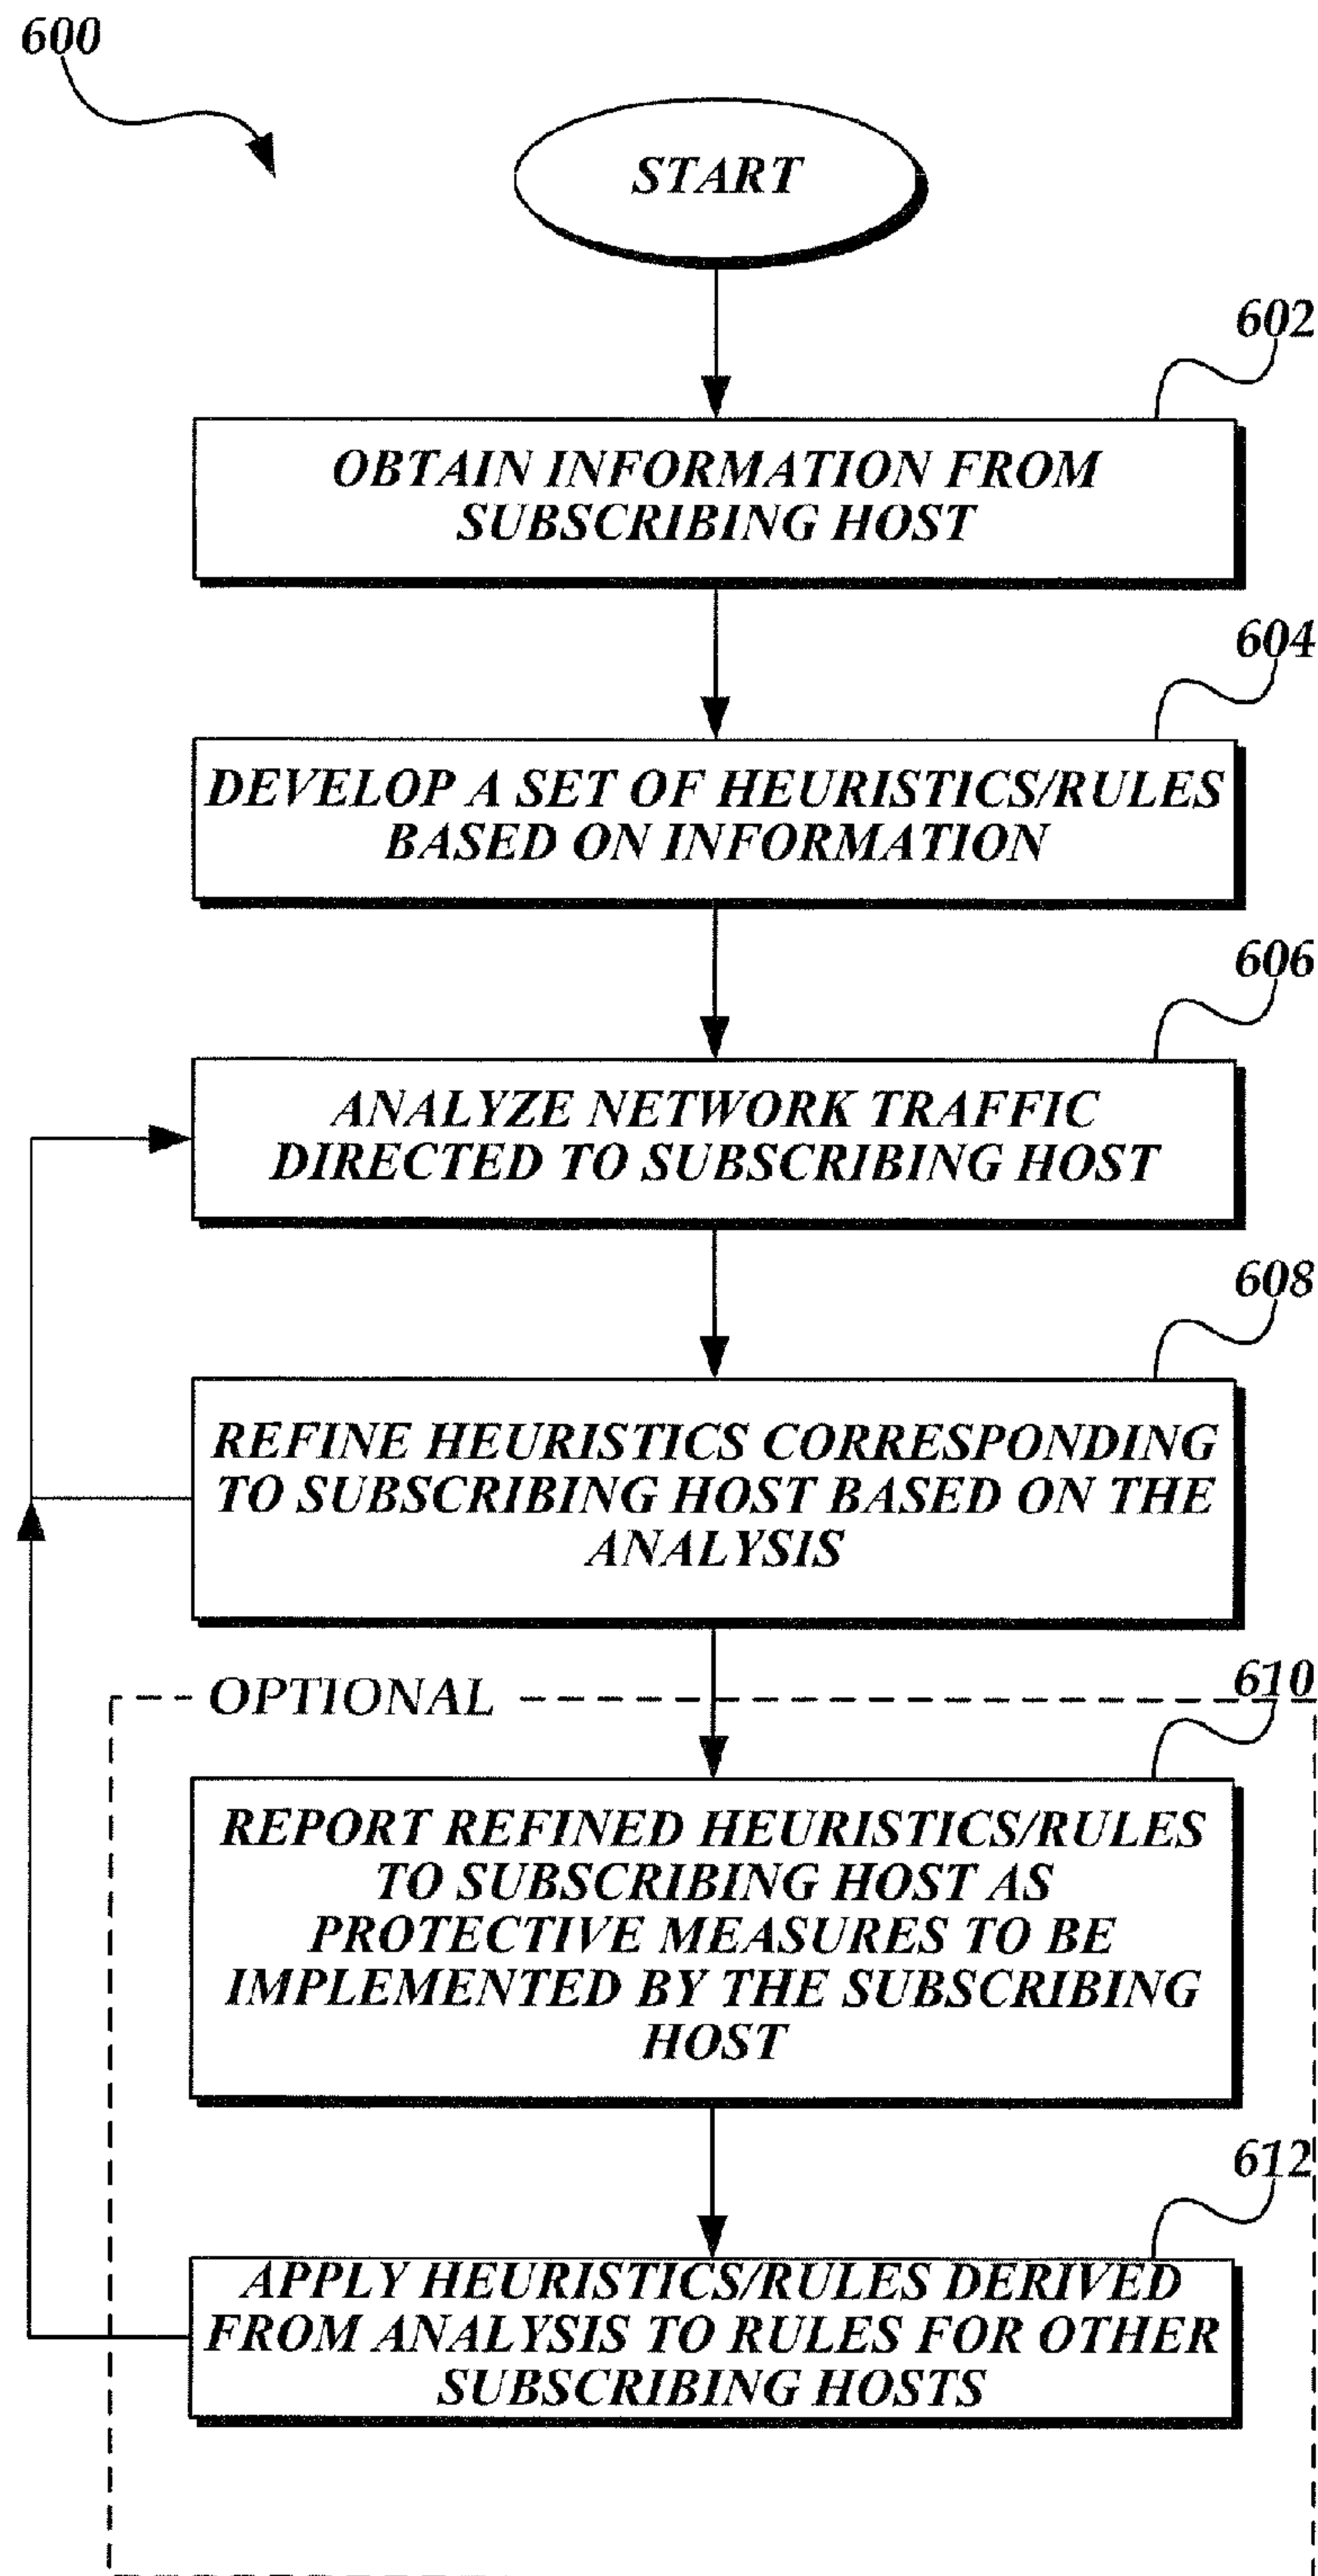 600
START
602
OBTAIN INFORMATION FROM
SUBSCRIBING HOST
604
DEVELOP A SET OF HEURISTICS/RULES
BASED ON INFORMATION
606
ANALYZE NETWORK TRAFFIC
DIRECTED TO SUBSCRIBING HOST
608
REFINE HEURISTICS CORRESPONDING
TO SUBSCRIBING HOST BASED ON THE
ANALYSIS
OPTIONAL
610
REPORT REFINED HEURISTICS/RULES
TO SUBSCRIBING HOST AS
PROTECTIVE MEASURES TO BE
IMPLEMENTED BY THE SUBSCRIBING
HOST
612
APPLY HEURISTICS/RULES DERIVED
FROM ANALYSIS TO RULES FOR OTHER
SUBSCRIBING HOSTS